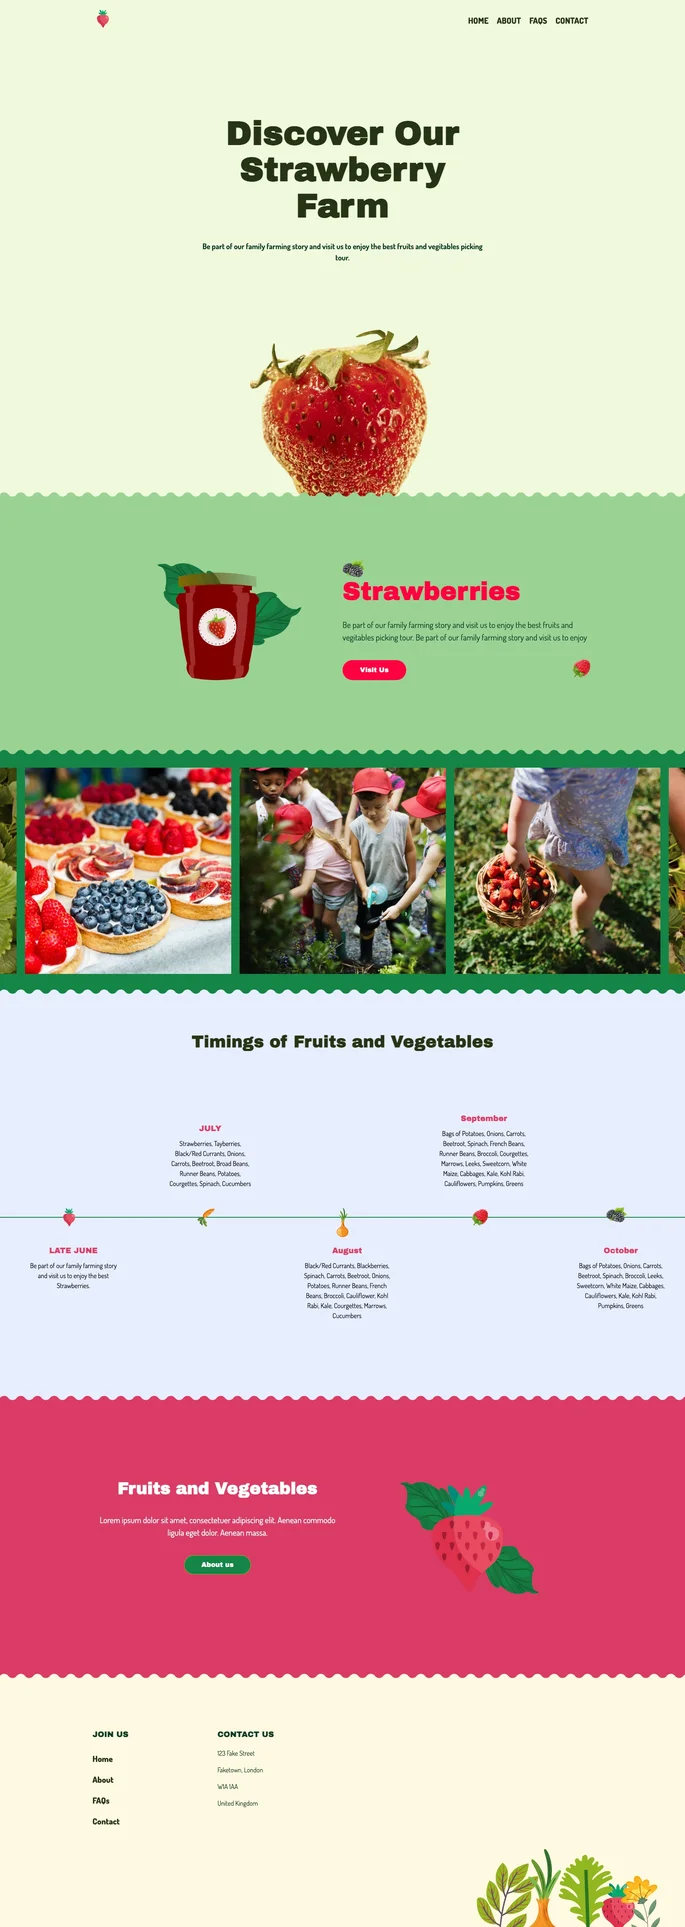 HOME ABOUT FAQS CONTACT
Discover Our
Strawberry
Farm
Be part of our family farming story and visit us to enjoy the best fruits and vegitables picking
tour.
Strawberries
Be part of our family farming story and visit us to enjoy the best fruits and
vegitables picking tour. Be part of our family farming story and visit us to enjoy
Visit Us
Timings of Fruits and Vegetables
JULY
Strawberries, Tayberries,
Black/Red Currants, Onions,
Carrots, Beetroot, Broad Beans,
Runner Beans, Potatoes,
Courgettes, Spinach, Cucumbers
September
Bags of Potatoes, Onions, Carrots,
Beetroot, Spinach, French Beans,
Runner Beans, Broccoli, Courgettes,
Marrows, Leeks, Sweetcorn, White
Maize, Cabbages, Kale, Kohl Rabi,
Cauliflowers, Pumpkins, Greens
LATE JUNE
Be part of our family farming story
and visit us to enjoy the best
Strawberries.
August
Black/Red Currants, Blackberries,
Spinach, Carrots, Beetroot, Onions,
Potatoes, Runner Beans, French
Beans, Broccoli, Cauliflower, Kohl
Rabi, Kale, Courgettes, Marrows,
Cucumbers
October
Bags of Potatoes, Onions, Carrots,
Beetroot, Spinach, Broccoli, Leeks,
Sweetcorn, White Maize, Cabbages,
Cauliflowers, Kale, Kohl Rabi,
Pumpkins, Greens
Fruits and Vegetables
Lorem ipsum dolor sit amet, consectetuer adipiscing elit. Aenean commodo
ligula eget dolor. Aenean massa.
About us
JOIN US
Home
About
FAQs
Contact
CONTACT US
123 Fake Street
Faketown, London
W1A 1AA
United Kingdom